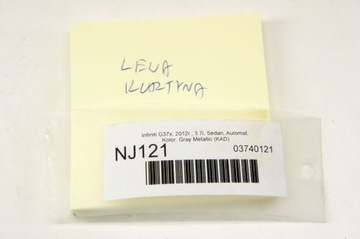 LEWA
KURTYNA
Infiniti G37x, 2012r., 3.7i, Sedan, Automat,
Kolor: Gray Metallic (KAD)
NJ121
03740121